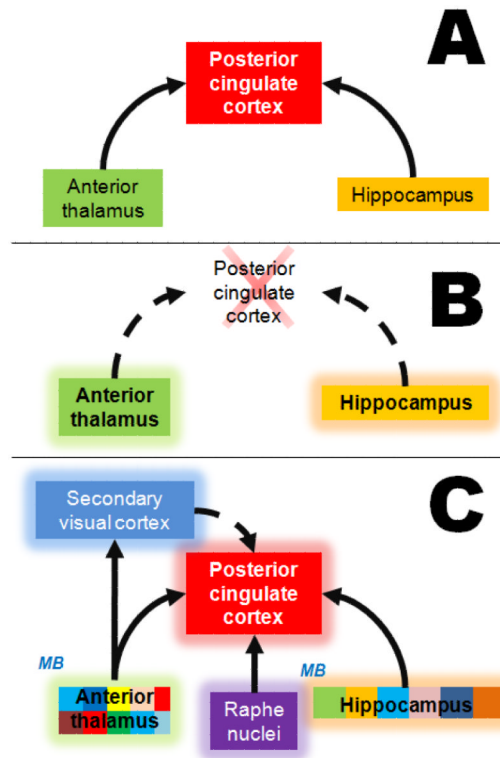 A
Posterior
cingulate
cortex
Anterior
thalamus
Hippocampus
B
Posterior
cingulate
cortex
Anterior
thalamus
Hippocampus
C
Secondary
visual cortex
Posterior
cingulate
cortex
MB
MB
Anterior
thalamus
Raphe
nuclei
Hippocampus